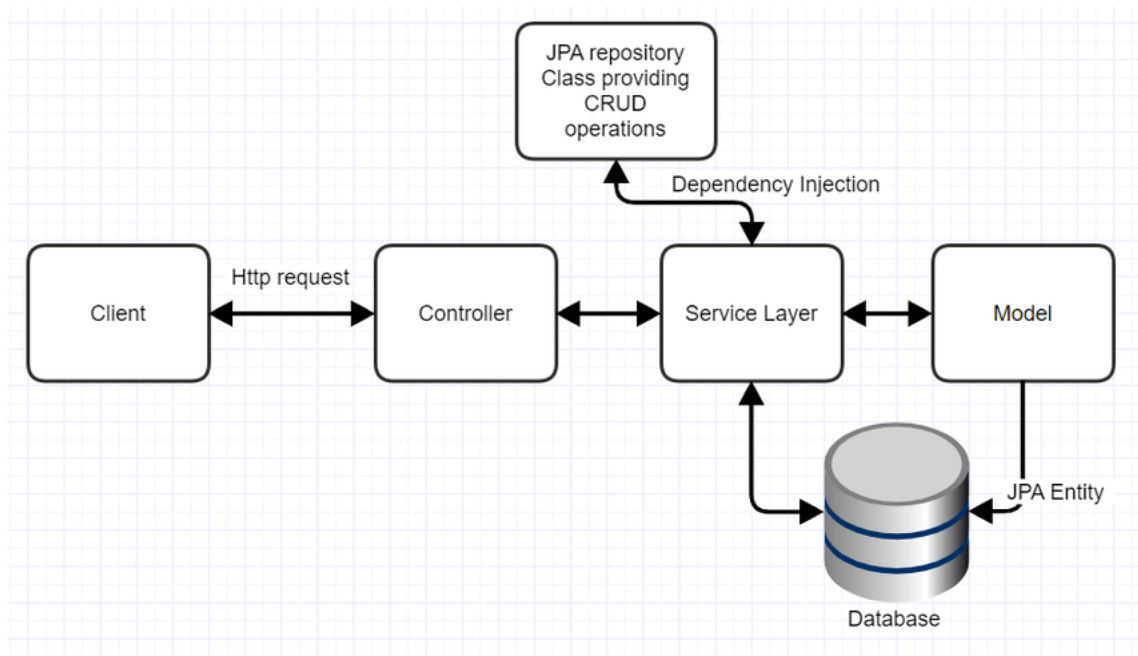 JPA repository
Class providing
CRUD
operations
Dependency Injection
Http request
Client
Controller
Service Layer
Model
JPA Entity
Database